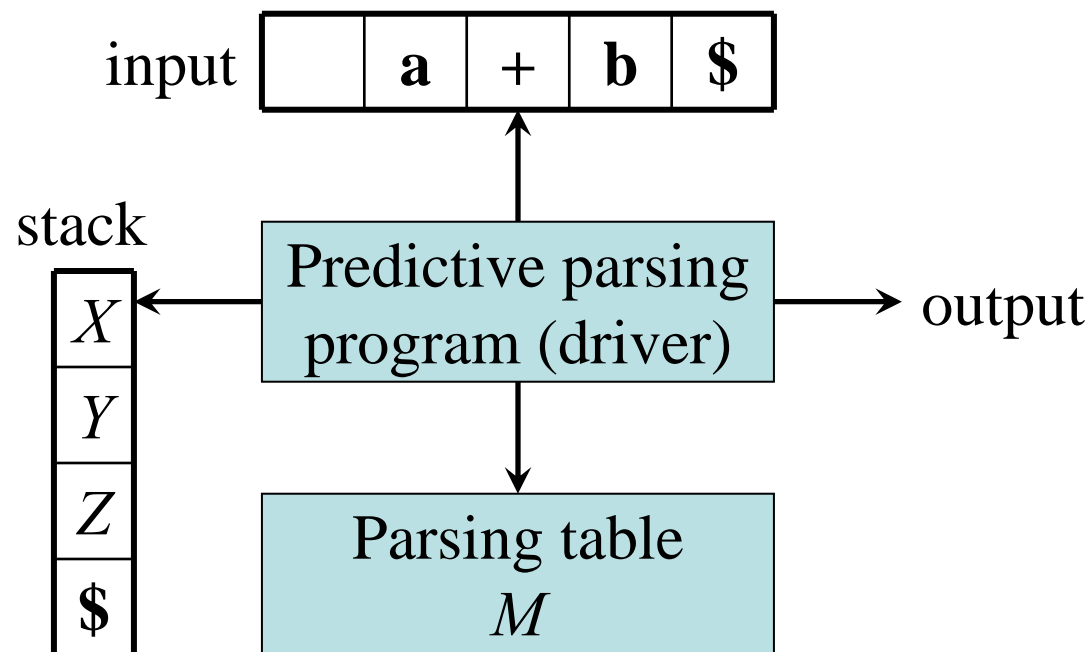 input a + b $
stack
Predictive parsing
program (driver)
output
X
Y
Z
$
Parsing table
M